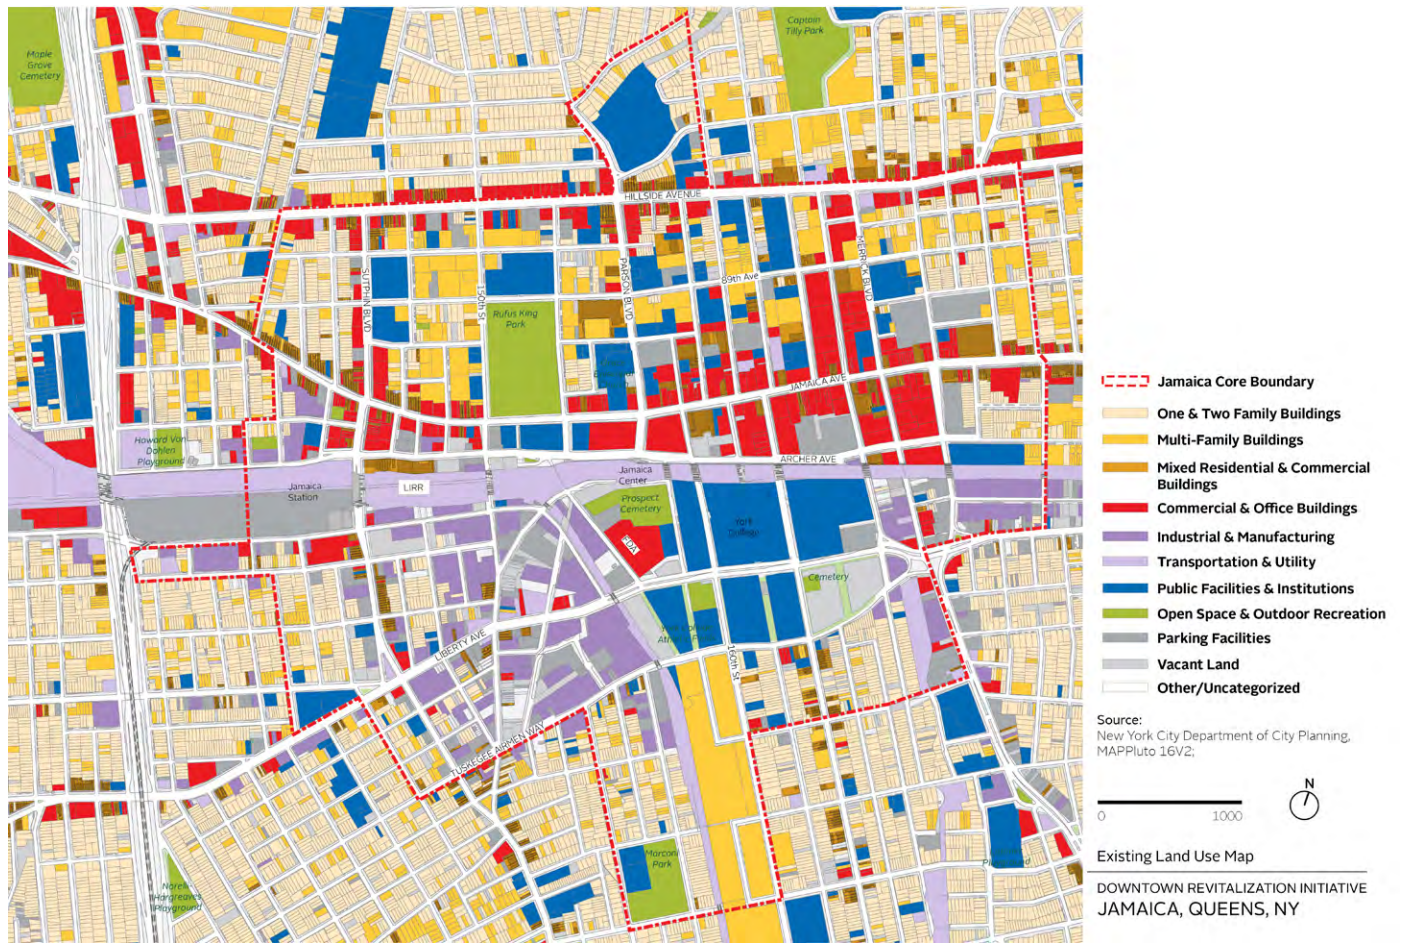 Maple
Grove
Cemetery
Captain
Tilly Park
HILLSIDE AVENUE
SUTPHIN BLVD
150th St
PARSON BLVD
89th Ave
MERRICK BLVD
Rufus King
Park
JAMAICA AVE
Howard Von
Dohlen
Playground
ARCHER AVE
Jamaica
Station
LIRR
Jamaica
Center
Prospect
Cemetery
York
College
FDA
Cemetery
LIBERTY AVE
160th St
TUSKEGEE AIRMEN WAY
Marconi
Park
Norelli-
Hargreaves
Playground
Jamaica Core Boundary
One & Two Family Buildings
Multi-Family Buildings
Mixed Residential & Commercial
Buildings
Commercial & Office Buildings
Industrial & Manufacturing
Transportation & Utility
Public Facilities & Institutions
Open Space & Outdoor Recreation
Parking Facilities
Vacant Land
Other/Uncategorized
Source:
New York City Department of City Planning,
MAPPluto 16V2;
N
0 1000
Existing Land Use Map
DOWNTOWN REVITALIZATION INITIATIVE
JAMAICA, QUEENS, NY